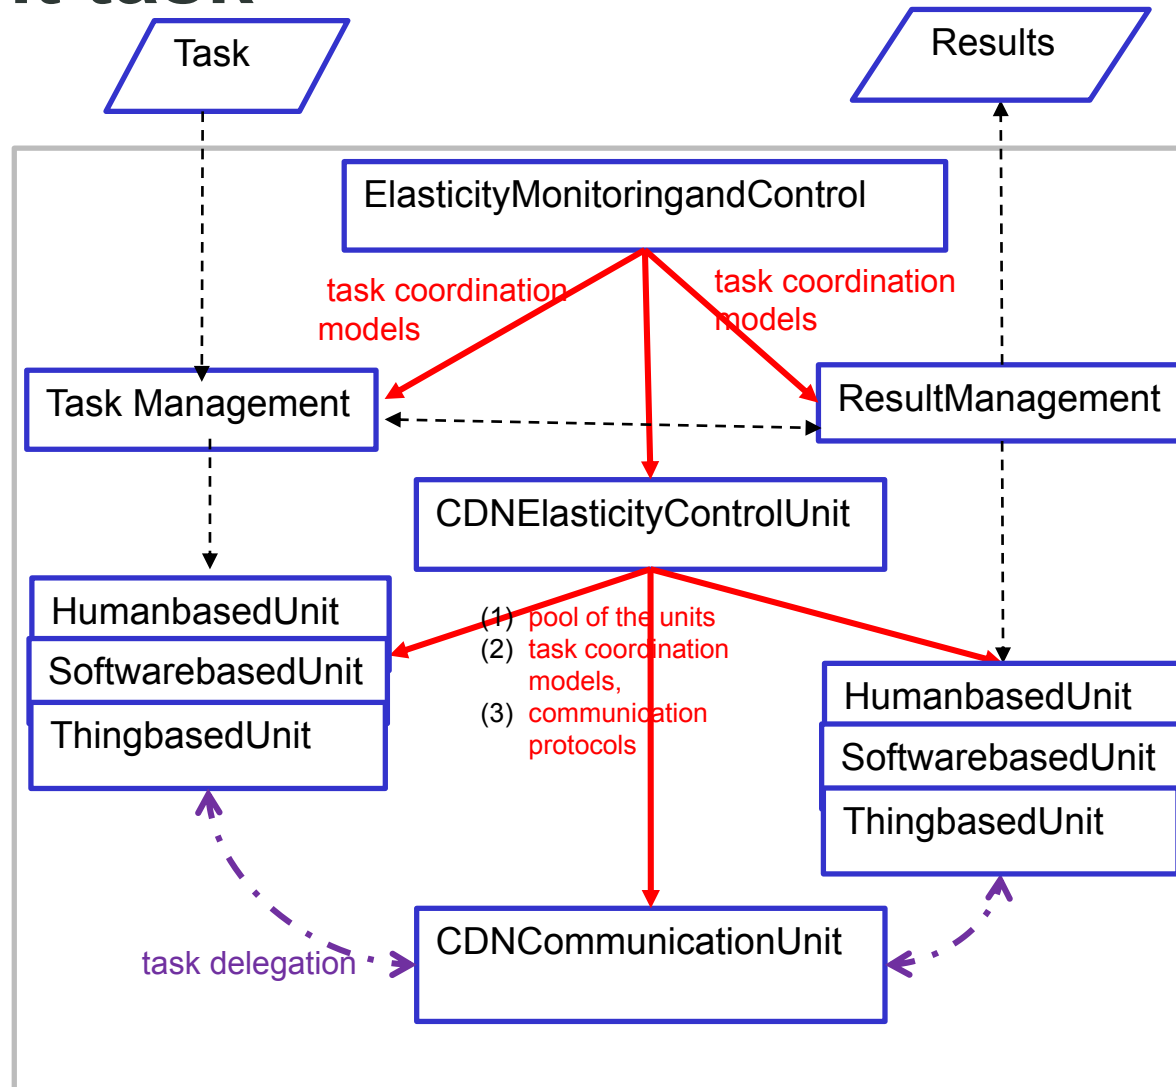 Task
Results
ElasticityMonitoringandControl
task coordination
models
task coordination
models
Task Management
ResultManagement
CDNElasticityControlUnit
HumanbasedUnit
SoftwarebasedUnit
ThingbasedUnit
(1) pool of the units
(2) task coordination
models,
(3) communication
protocols
HumanbasedUnit
SoftwarebasedUnit
ThingbasedUnit
CDNCommunicationUnit
task delegation